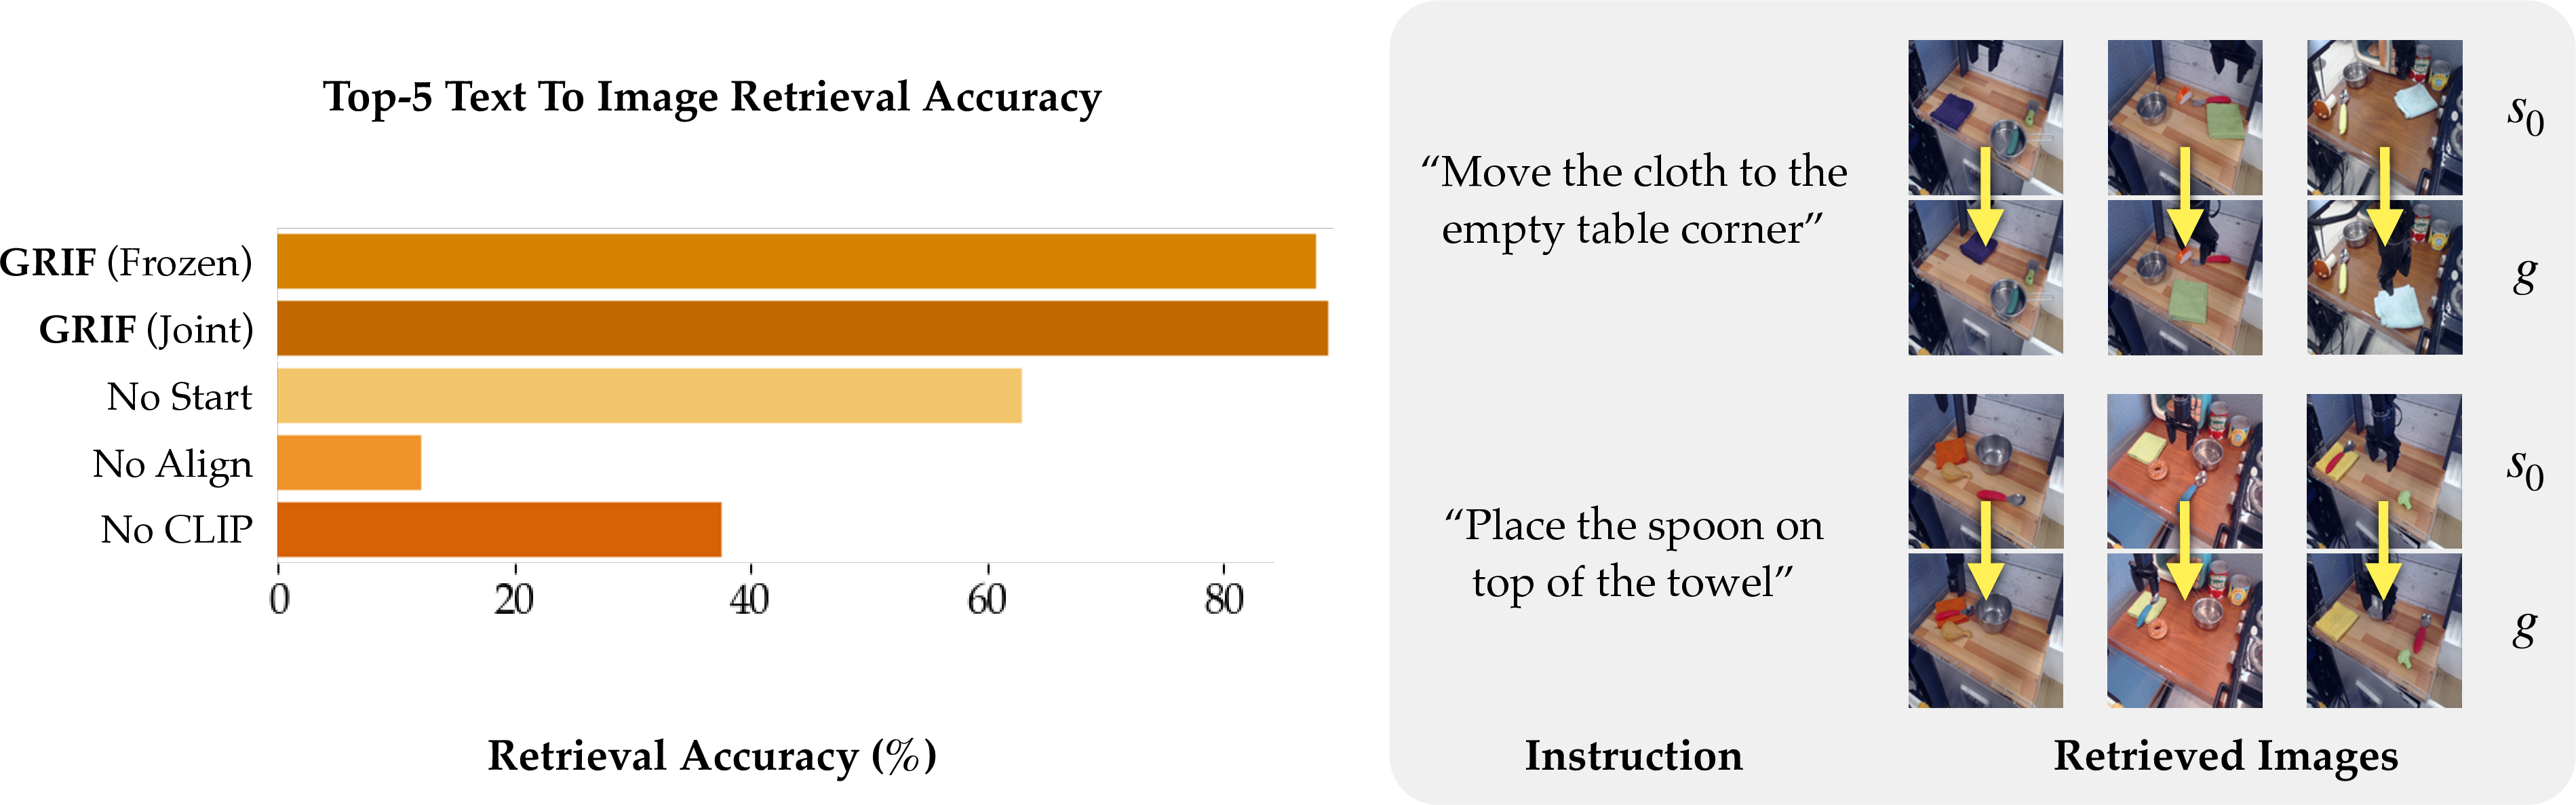 Top-5 Text To Image Retrieval Accuracy
GRIF (Frozen)
GRIF (Joint)
No Start
No Align
No CLIP
0 20 40 60 80
Retrieval Accuracy (%)
“Move the cloth to the
empty table corner”
s₀
g
“Place the spoon on
top of the towel”
s₀
g
Instruction
Retrieved Images